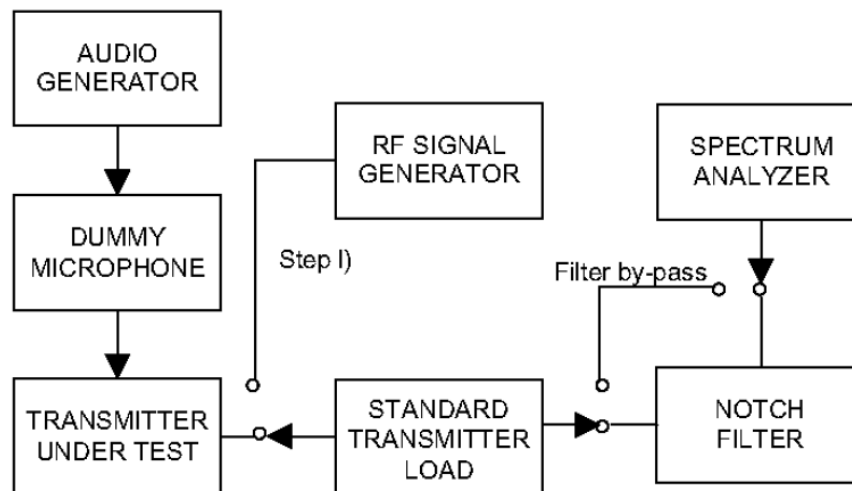 AUDIO
GENERATOR
RF SIGNAL
GENERATOR
SPECTRUM
ANALYZER
DUMMY
MICROPHONE
Step I)
Filter by-pass
TRANSMITTER
UNDER TEST
STANDARD
TRANSMITTER
LOAD
NOTCH
FILTER